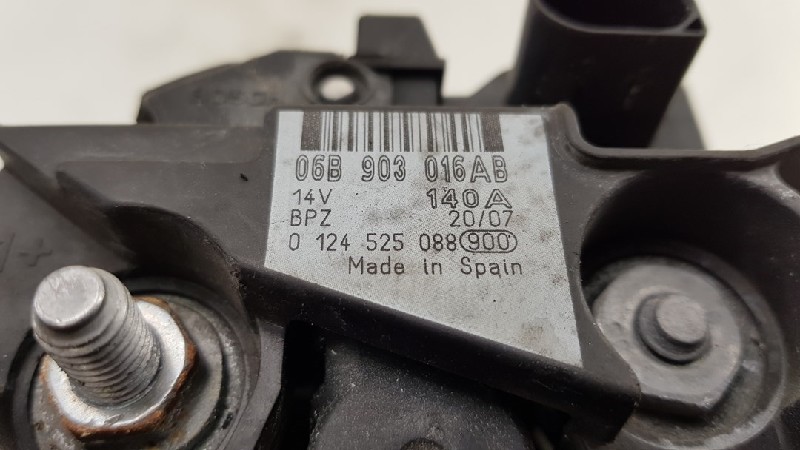 06B 903 016AB
14V 140A
BPZ 20/07
0 124 525 088 900
Made in Spain